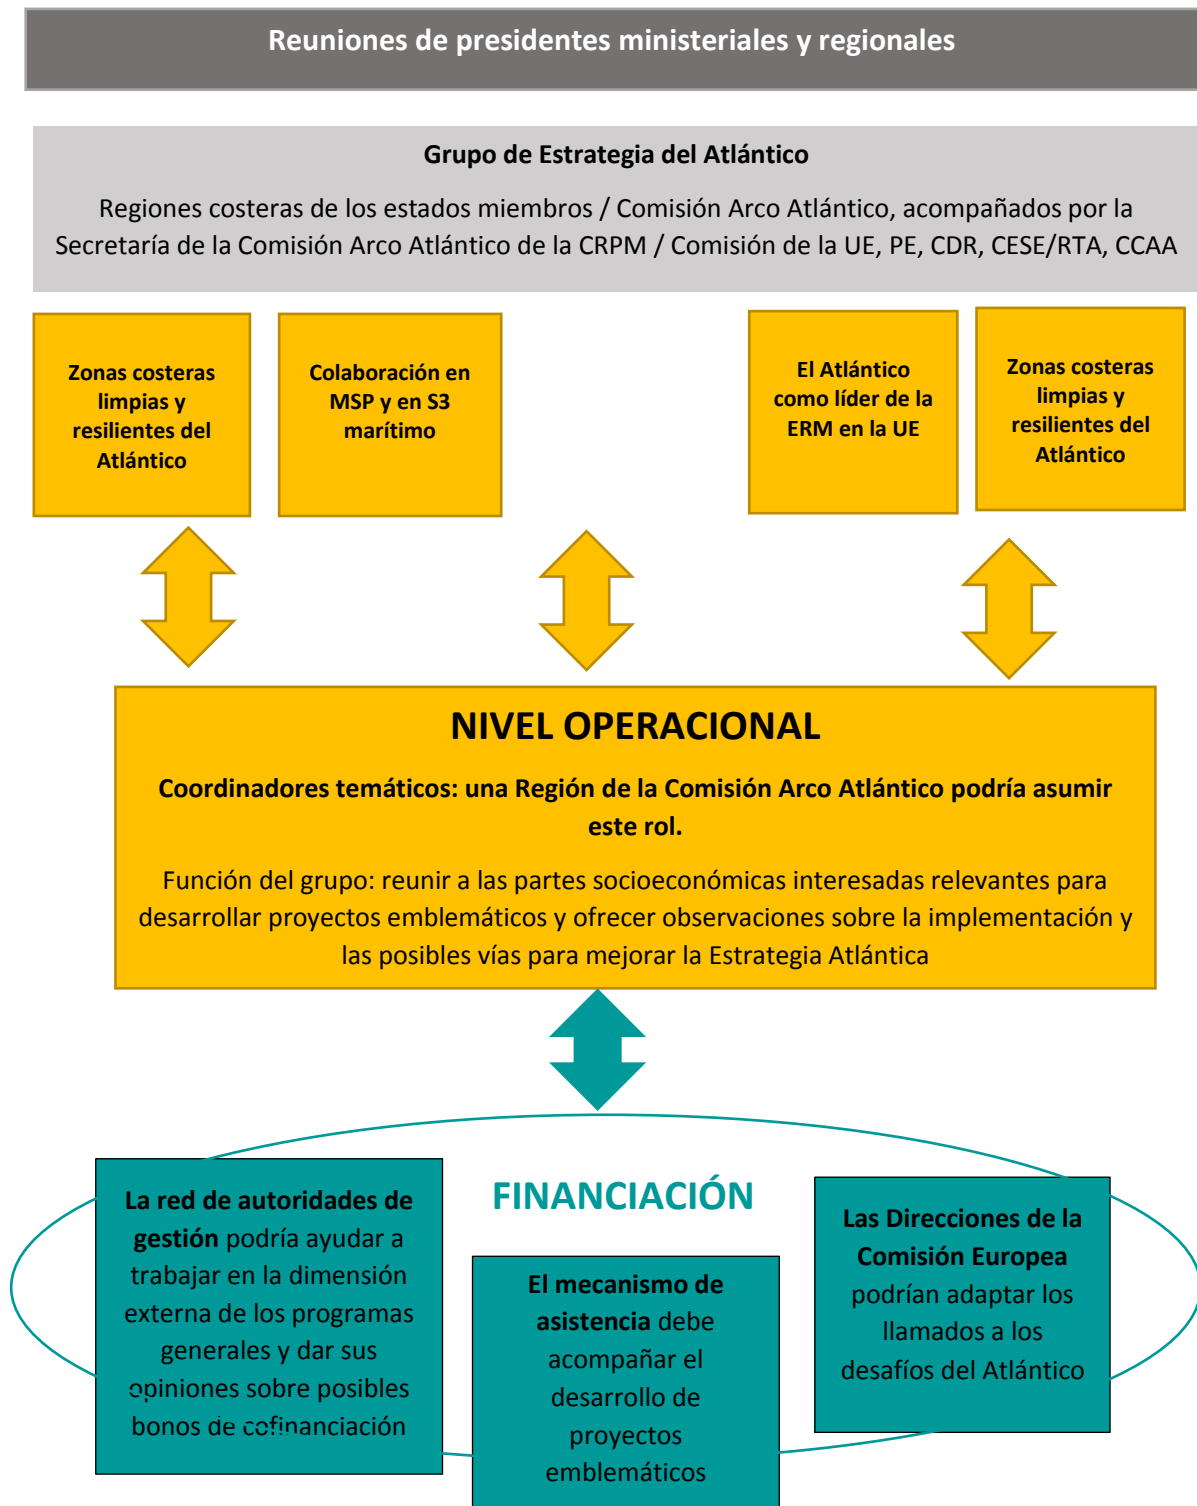 Reuniones de presidentes ministeriales y regionales
Grupo de Estrategia del Atlántico
Regiones costeras de los estados miembros / Comisión Arco Atlántico, acompañados por la
Secretaría de la Comisión Arco Atlántico de la CRPM / Comisión de la UE, PE, CDR, CESE/RTA, CCAA
Zonas costeras
limpias y
resilientes del
Atlántico
Colaboración en
MSP y en S3
marítimo
El Atlántico
como líder de la
ERM en la UE
Zonas costeras
limpias y
resilientes del
Atlántico
NIVEL OPERACIONAL
Coordinadores temáticos: una Región de la Comisión Arco Atlántico podría asumir
este rol.
Función del grupo: reunir a las partes socioeconómicas interesadas relevantes para
desarrollar proyectos emblemáticos y ofrecer observaciones sobre la implementación y
las posibles vías para mejorar la Estrategia Atlántica
FINANCIACIÓN
La red de autoridades de
gestión podría ayudar a
trabajar en la dimensión
externa de los programas
generales y dar sus
opiniones sobre posibles
bonos de cofinanciación
El mecanismo de
asistencia debe
acompañar el
desarrollo de
proyectos
emblemáticos
Las Direcciones de la
Comisión Europea
podrían adaptar los
llamados a los
desafíos del Atlántico